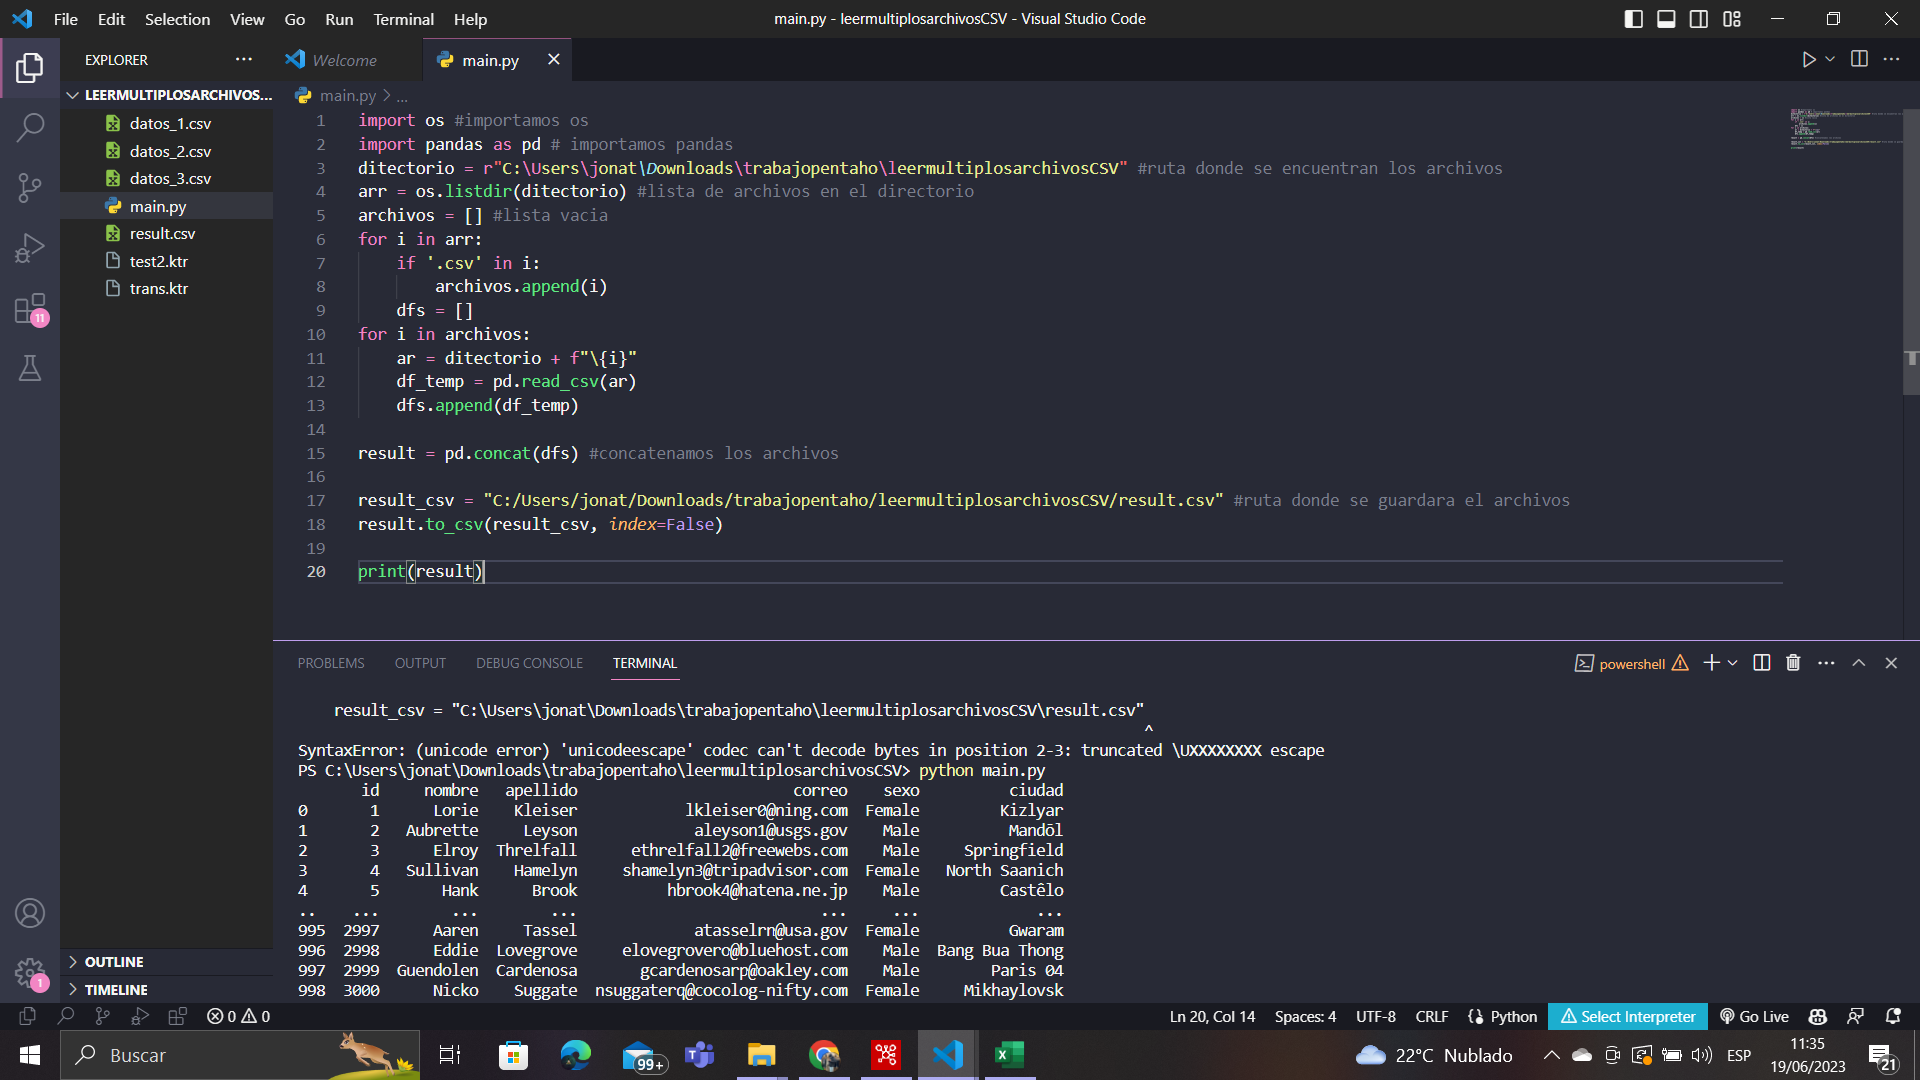 File Edit Selection View Go Run Terminal Help
main.py - leermultiplosarchivosCSV - Visual Studio Code
EXPLORER
Welcome
main.py
LEERMULTIPLOSARCHIVOS...
datos_1.csv
datos_2.csv
datos_3.csv
main.py
result.csv
test2.ktr
trans.ktr
11
main.py > ...
1 import os #importamos os
2 import pandas as pd # importamos pandas
3 ditectorio = r"C:\Users\jonat\Downloads\trabajopentaho\leermultiplosarchivosCSV" #ruta donde se encuentran los archivos
4 arr = os.listdir(ditectorio) #lista de archivos en el directorio
5 archivos = [] #lista vacia
6 for i in arr:
7     if '.csv' in i:
8         archivos.append(i)
9     dfs = []
10 for i in archivos:
11     ar = ditectorio + f"\{i}"
12     df_temp = pd.read_csv(ar)
13     dfs.append(df_temp)
14
15 result = pd.concat(dfs) #concatenamos los archivos
16
17 result_csv = "C:/Users/jonat/Downloads/trabajopentaho/leermultiplosarchivosCSV/result.csv" #ruta donde se guardara el archivos
18 result.to_csv(result_csv, index=False)
19
20 print(result)
PROBLEMS OUTPUT DEBUG CONSOLE TERMINAL
powershell
result_csv = "C:\Users\jonat\Downloads\trabajopentaho\leermultiplosarchivosCSV\result.csv"
^
SyntaxError: (unicode error) 'unicodeescape' codec can't decode bytes in position 2-3: truncated \UXXXXXXXX escape
PS C:\Users\jonat\Downloads\trabajopentaho\leermultiplosarchivosCSV> python main.py
id nombre apellido correo sexo ciudad
0 1 Lorie Kleiser lkleiser0@ning.com Female Kizlyar
1 2 Aubrette Leyson aleyson1@usgs.gov Male Mandōl
2 3 Elroy Threlfall ethrelfall2@freewebs.com Male Springfield
3 4 Sullivan Hamelyn shamelyn3@tripadvisor.com Female North Saanich
4 5 Hank Brook hbrook4@hatena.ne.jp Male Castêlo
.. ... ... ... ... ... ...
995 2997 Aaren Tassel atasselrn@usa.gov Female Gwaram
996 2998 Eddie Lovegrove elovegrovero@bluehost.com Male Bang Bua Thong
997 2999 Guendolen Cardenosa gcardenosarp@oakley.com Male Paris 04
998 3000 Nicko Suggate nsuggaterq@cocolog-nifty.com Female Mikhaylovsk
OUTLINE
TIMELINE
1
0 0
Ln 20, Col 14 Spaces: 4 UTF-8 CRLF Python Select Interpreter Go Live
Buscar
99+
22°C Nublado
ESP
11:35
19/06/2023
21